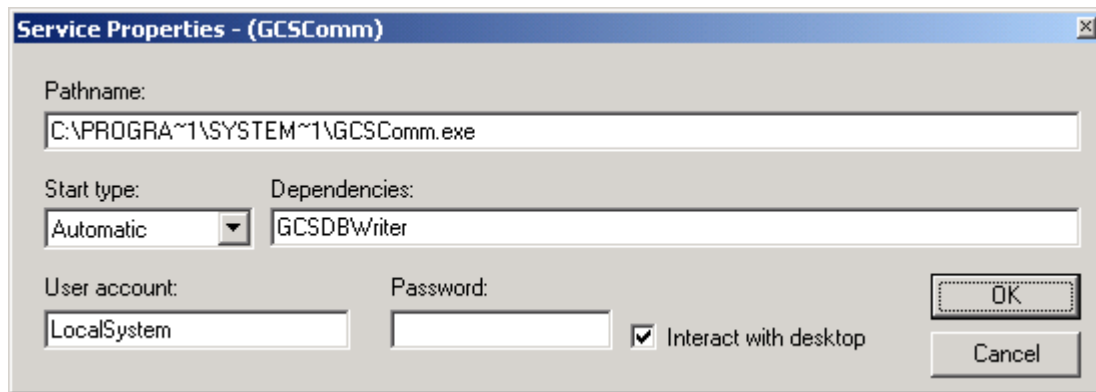 Service Properties - (GCSComm)
Pathname:
C:\PROGRA~1\SYSTEM~1\GCSComm.exe
Start type:
Dependencies:
Automatic
GCSDBWriter
User account:
Password:
OK
LocalSystem
Interact with desktop
Cancel